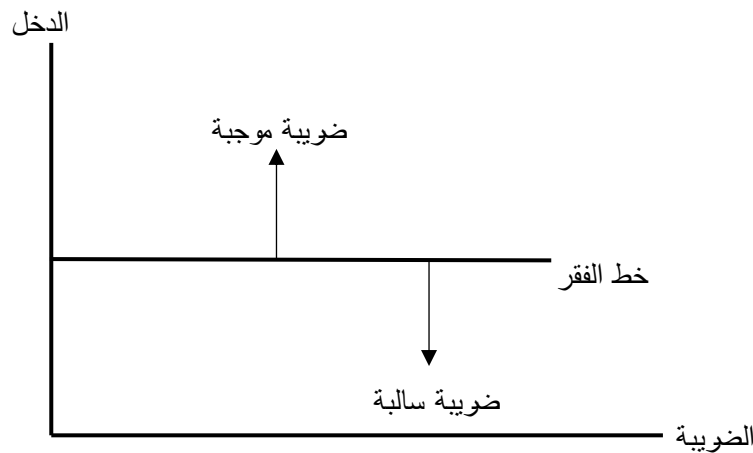 الدخل
ضويبة موجبة
خط الفقر
ضويبة سالبة
الضويبة